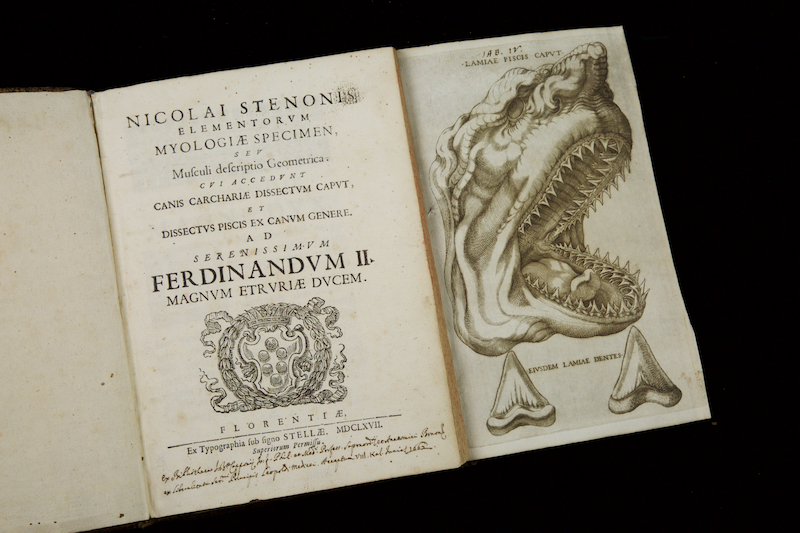 NICOLAI STENONIS
ELEMENTORVM
MYOLOGIÆ SPECIMEN,
SEV
Musculi descriptio Geometrica.
CVI ACCEDVNT
CANIS CARCHARIÆ DISSECTVM CAPVT,
ET
DISSECTVS PISCIS EX CANVM GENERE.
AD
SERENISSIMVM
FERDINANDVM II.
MAGNVM ETRVRIÆ DVCEM.
FLORENTIÆ,
Ex Typographia sub signo STELLÆ. MDCLXVII.
Superiorum Permissu.
TAB. IV.
LAMIAE PISCIS CAPVT
EIVSDEM LAMIAE DENTES